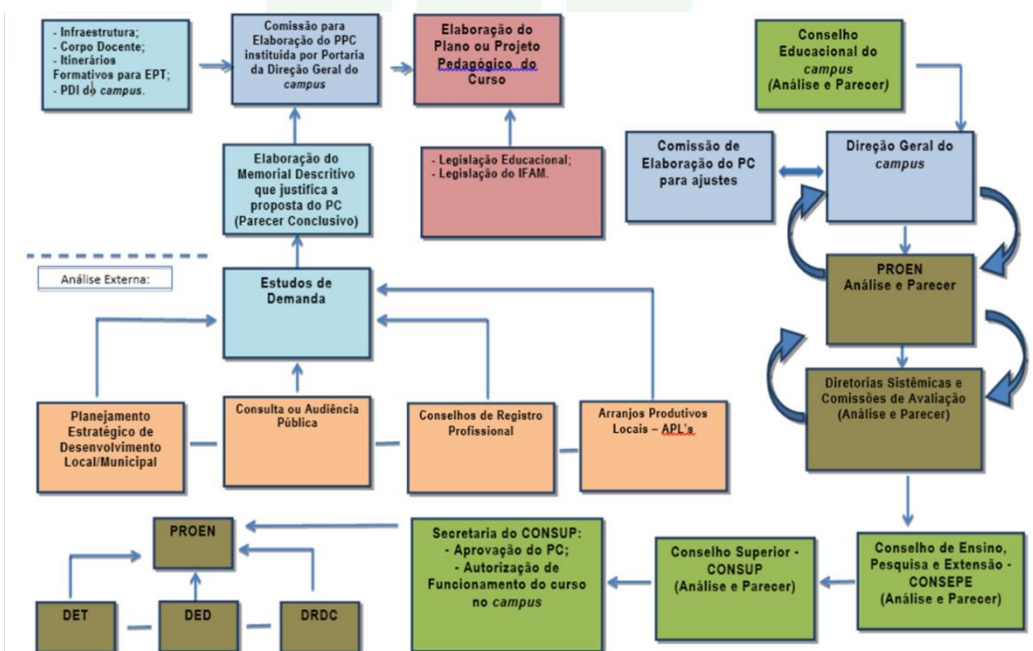 - Infraestrutura;
- Corpo Docente;
- Itinerários
Formativos para EPT;
- PDI do campus.
Comissão para
Elaboração do PPC
instituída por Portaria
da Direção Geral do
campus
Elaboração do
Plano ou Projeto
Pedagógico do
Curso
Conselho
Educacional do
campus
(Análise e Parecer)
Elaboração do
Memorial Descritivo
que justifica a
proposta do PC
(Parecer Conclusivo)
- Legislação Educacional;
- Legislação do IFAM.
Comissão de
Elaboração do PC
para ajustes
Direção Geral do
campus
Análise Externa:
Estudos de
Demanda
PROEN
Análise e Parecer
Diretorias Sistêmicas e
Comissões de Avaliação
(Análise e Parecer)
Planejamento
Estratégico de
Desenvolvimento
Local/Municipal
Consulta ou Audiência
Pública
Conselhos de Registro
Profissional
Arranjos Produtivos
Locais – APL's
PROEN
Secretaria do CONSUP:
- Aprovação do PC;
- Autorização de
Funcionamento do curso
no campus
Conselho Superior -
CONSUP
(Análise e Parecer)
Conselho de Ensino,
Pesquisa e Extensão -
CONSEPE
(Análise e Parecer)
DET
DED
DRDC